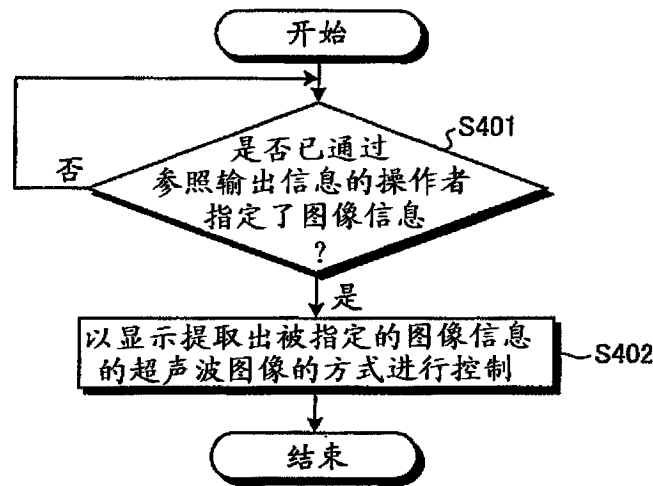 开始
S401
是否已通过
参照输出信息的操作者
指定了图像信息
？
否
是
以显示提取出被指定的图像信息
的超声波图像的方式进行控制
S402
结束